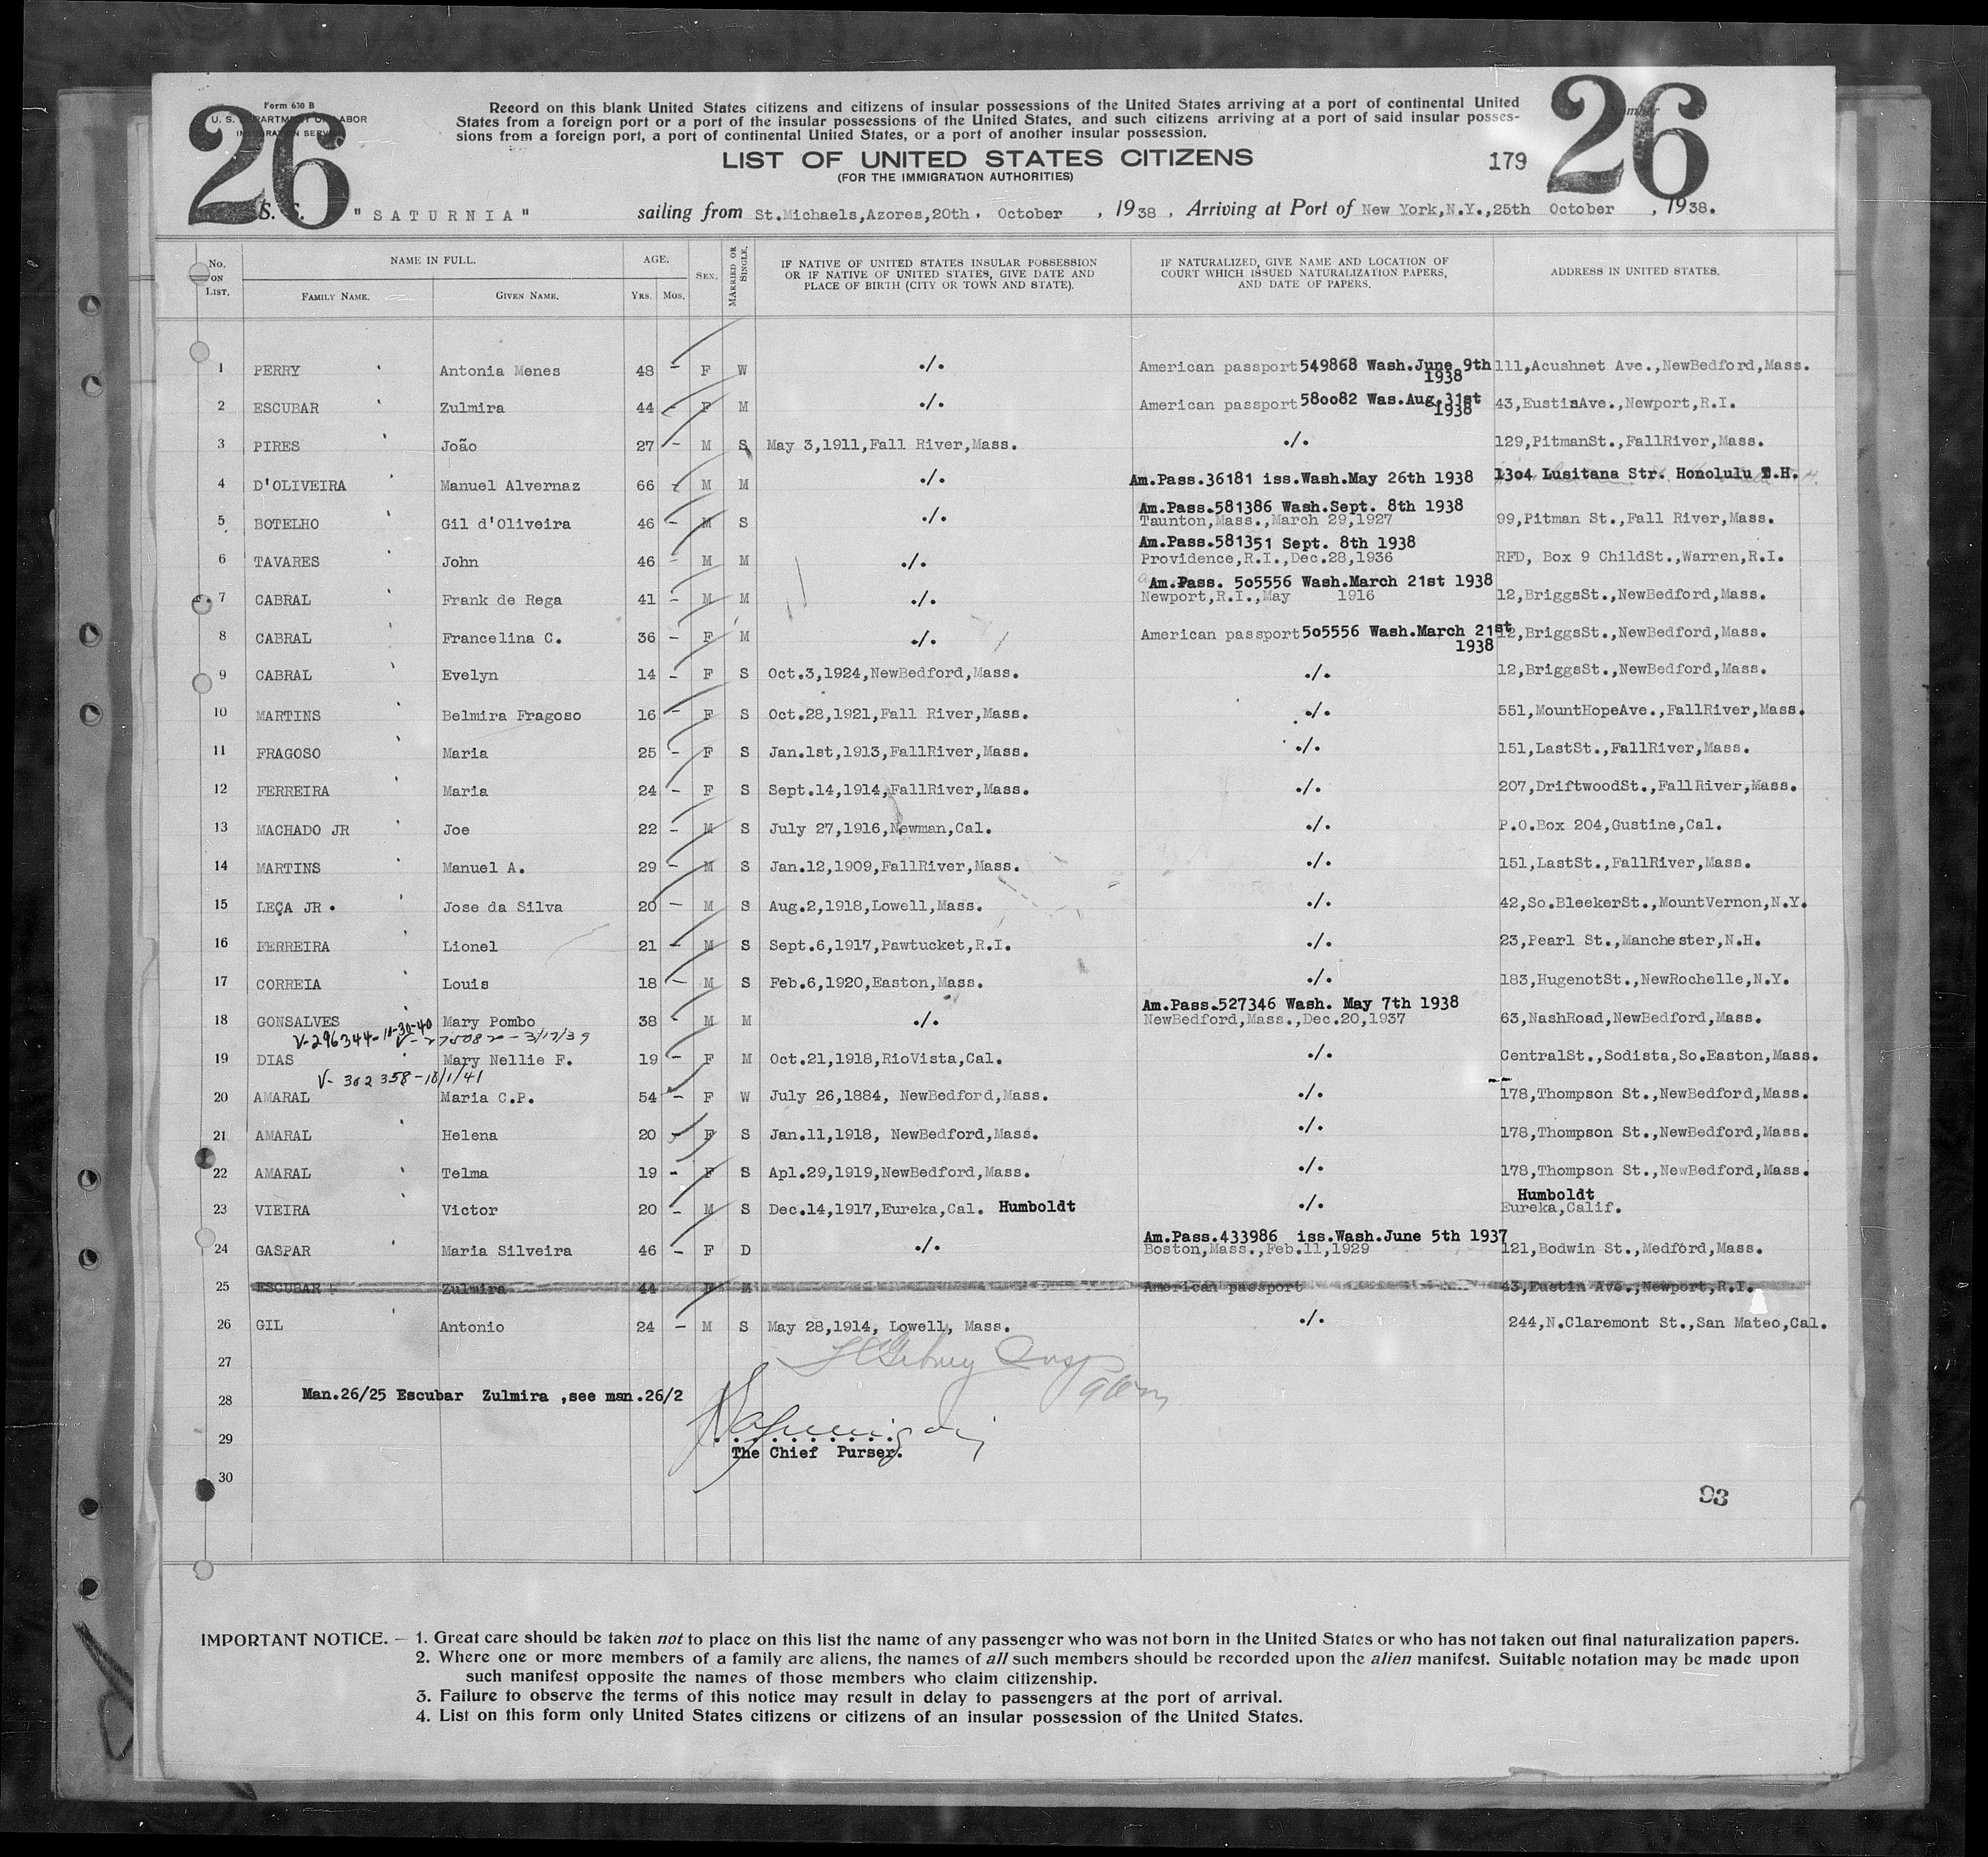 26
26
Form 630 B
U. S. DEPARTMENT OF LABOR
IMMIGRATION SERVICE
Record on this blank United States citizens and citizens of insular possessions of the United States arriving at a port of continental United
States from a foreign port or a port of the insular possessions of the United States, and such citizens arriving at a port of said insular posses-
sions from a foreign port, a port of continental United States, or a port of another insular possession.
LIST OF UNITED STATES CITIZENS
(FOR THE IMMIGRATION AUTHORITIES)
179
S. S. "SATURNIA" sailing from St.Michaels,Azores,20th. October , 1938 , Arriving at Port of New York,N.Y.,25th October , 1938.
No. on List. NAME IN FULL. AGE. SEX. MARRIED OR SINGLE. IF NATIVE OF UNITED STATES INSULAR POSSESSION OR IF NATIVE OF UNITED STATES, GIVE DATE AND PLACE OF BIRTH (CITY OR TOWN AND STATE). IF NATURALIZED, GIVE NAME AND LOCATION OF COURT WHICH ISSUED NATURALIZATION PAPERS, AND DATE OF PAPERS. ADDRESS IN UNITED STATES.
FAMILY NAME. GIVEN NAME. YRS. MOS.
1 PERRY Antonia Menes 48 - F W ./. American passport 549868 Wash.June 9th 1938 111,Acushnet Ave.,NewBedford,Mass.
2 ESCUBAR Zulmira 44 - F M ./. American passport 580082 Was.Aug.31st 1938 43,EustinAve.,Newport,R.I.
3 PIRES João 27 - M S May 3,1911,Fall River,Mass. ./. 129,PitmanSt.,FallRiver,Mass.
4 D'OLIVEIRA Manuel Alvernaz 66 - M M ./. Am.Pass.36181 iss.Wash.May 26th 1938 1304 Lusitana Str. Honolulu T.H.
Am.Pass.581386 Wash.Sept. 8th 1938
5 BOTELHO Gil d'Oliveira 46 - M S ./. Taunton,Mass.,March 29,1927 99,Pitman St.,Fall River,Mass.
Am.Pass.581351 Sept. 8th 1938
6 TAVARES John 46 - M M ./. Providence,R.I.,Dec.28,1936 RFD, Box 9 ChildSt.,Warren,R.I.
Am.Pass. 505556 Wash.March 21st 1938
7 CABRAL Frank de Rega 41 - M M ./. Newport,R.I.,May 1916 12,BriggsSt.,NewBedford,Mass.
8 CABRAL Francelina C. 36 - F M ./. American passport 505556 Wash.March 21st 1938 12,BriggsSt.,NewBedford,Mass.
9 CABRAL Evelyn 14 - F S Oct.3,1924,NewBedford,Mass. ./. 12,BriggsSt.,NewBedford,Mass.
10 MARTINS Belmira Fragoso 16 - F S Oct.28,1921,Fall River,Mass. ./. 551,MountHopeAve.,FallRiver,Mass.
11 FRAGOSO Maria 25 - F S Jan.1st,1913,FallRiver,Mass. ./. 151,LastSt.,FallRiver,Mass.
12 FERREIRA Maria 24 - F S Sept.14,1914,FallRiver,Mass. ./. 207,DriftwoodSt.,FallRiver,Mass.
13 MACHADO JR Joe 22 - M S July 27,1916,Newman,Cal. ./. P.O.Box 204,Gustine,Cal.
14 MARTINS Manuel A. 29 - M S Jan.12,1909,FallRiver,Mass. ./. 151,LastSt.,FallRiver,Mass.
15 LEÇA JR. Jose da Silva 20 - M S Aug.2,1918,Lowell,Mass. ./. 42,So.BleekerSt.,MountVernon,N.Y.
16 FERREIRA Lionel 21 - M S Sept.6,1917,Pawtucket,R.I. ./. 23,Pearl St.,Manchester,N.H.
17 CORREIA Louis 18 - M S Feb.6,1920,Easton,Mass. ./. 183,HugenotSt.,NewRochelle,N.Y.
Am.Pass.527346 Wash. May 7th 1938
18 GONSALVES Mary Pombo 38 - M M ./. NewBedford,Mass.,Dec.20,1937 63,NashRoad,NewBedford,Mass.
V-296344-10-30-40 3/17/39
19 DIAS Mary Nellie F. 19 - F M Oct.21,1918,RioVista,Cal. ./. CentralSt.,Sodista,So.Easton,Mass.
V- 302358-10/1/41
20 AMARAL Maria C.P. 54 - F W July 26,1884, NewBedford,Mass. ./. 178,Thompson St.,NewBedford,Mass.
21 AMARAL Helena 20 - F S Jan.11,1918, NewBedford,Mass. ./. 178,Thompson St.,NewBedford,Mass.
22 AMARAL Telma 19 - F S Apl.29,1919,NewBedford,Mass. ./. 178,Thompson St.,NewBedford,Mass.
23 VIEIRA Victor 20 - M S Dec.14,1917,Eureka,Cal. Humboldt ./. Humboldt Eureka,Calif.
Am.Pass.433986 iss.Wash.June 5th 1937
24 GASPAR Maria Silveira 46 - F D ./. Boston,Mass.,Feb.11,1929 121,Bodwin St.,Medford,Mass.
25 ESCUBAR Zulmira 44 F M American passport 43,Eustin Ave.,Newport,R.I.
26 GIL Antonio 24 - M S May 28,1914, Lowell, Mass. ./. 244,N.Claremont St.,San Mateo,Cal.
27
28 Man.26/25 Escubar Zulmira ,see man.26/2
29
The Chief Purser.
30
93
IMPORTANT NOTICE. — 1. Great care should be taken not to place on this list the name of any passenger who was not born in the United States or who has not taken out final naturalization papers.
2. Where one or more members of a family are aliens, the names of all such members should be recorded upon the alien manifest. Suitable notation may be made upon
such manifest opposite the names of those members who claim citizenship.
3. Failure to observe the terms of this notice may result in delay to passengers at the port of arrival.
4. List on this form only United States citizens or citizens of an insular possession of the United States.